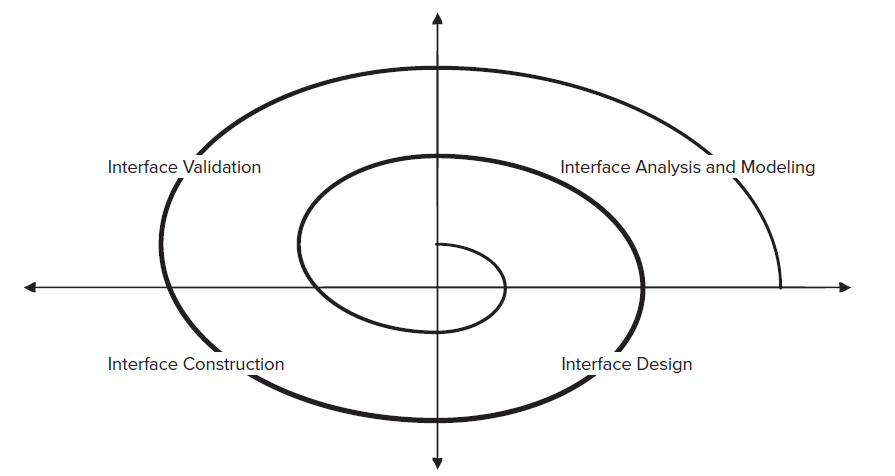 Interface Validation
Interface Analysis and Modeling
Interface Construction
Interface Design